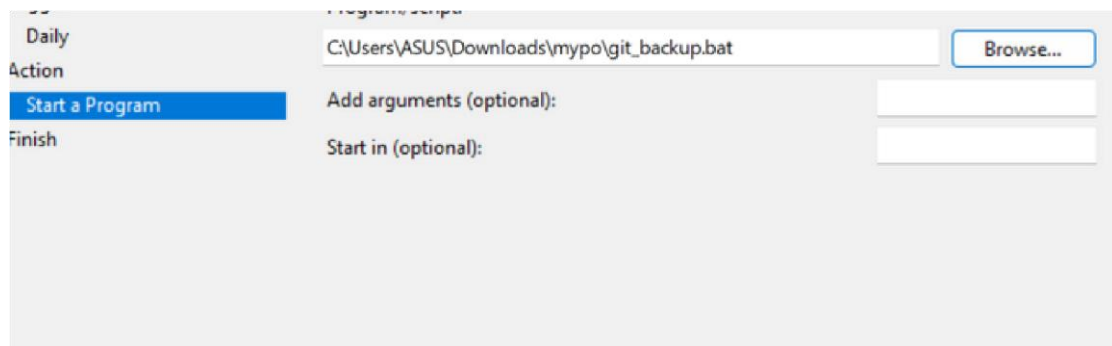 Daily
C:\Users\ASUS\Downloads\mypo\git_backup.bat
Browse...
Action
Start a Program
Add arguments (optional):
Finish
Start in (optional):